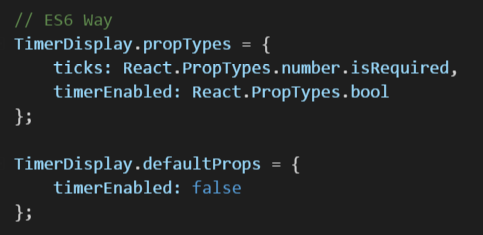 // ES6 Way
TimerDisplay.propTypes = {
    ticks: React.PropTypes.number.isRequired,
    timerEnabled: React.PropTypes.bool
};

TimerDisplay.defaultProps = {
    timerEnabled: false
};